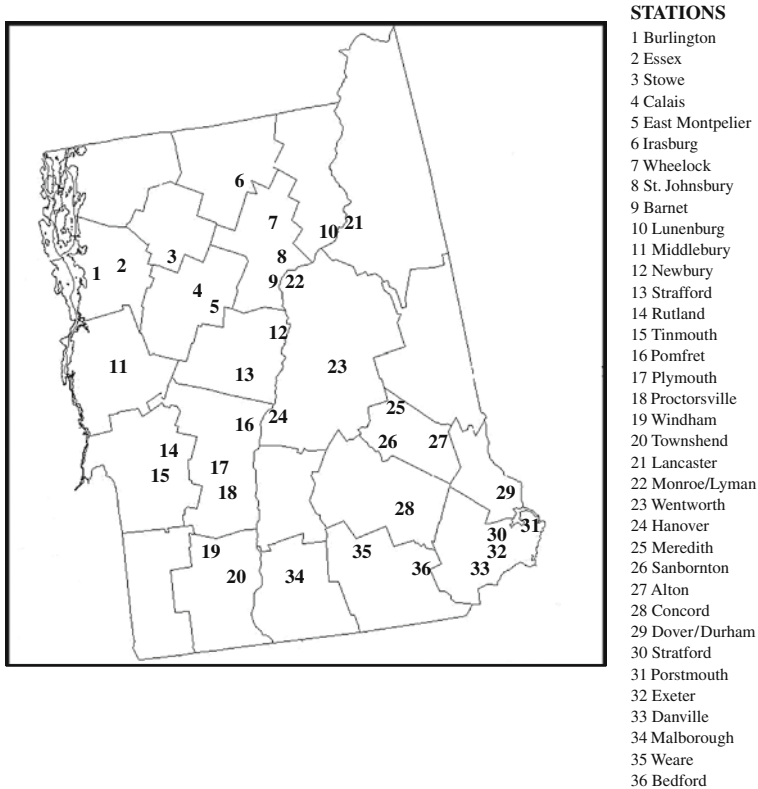 STATIONS
1 Burlington
2 Essex
3 Stowe
4 Calais
5 East Montpelier
6 Irasburg
7 Wheelock
8 St. Johnsbury
9 Barnet
10 Lunenburg
11 Middlebury
12 Newbury
13 Strafford
14 Rutland
15 Tinmouth
16 Pomfret
17 Plymouth
18 Proctorsville
19 Windham
20 Townshend
21 Lancaster
22 Monroe/Lyman
23 Wentworth
24 Hanover
25 Meredith
26 Sanbornton
27 Alton
28 Concord
29 Dover/Durham
30 Stratford
31 Porstmouth
32 Exeter
33 Danville
34 Malborough
35 Weare
36 Bedford
6
7
21
10
3
8
1
2
9
22
4
5
12
11
13
23
25
24
16
26
27
14
17
15
18
29
28
31
30
19
35
32
20
34
36
33